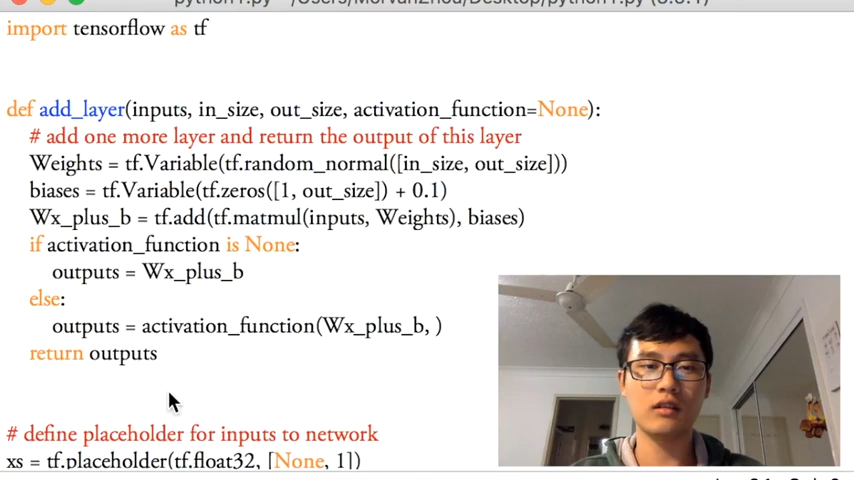 import tensorflow as tf
def add_layer(inputs, in_size, out_size, activation_function=None):
# add one more layer and return the output of this layer
Weights = tf.Variable(tf.random_normal([in_size, out_size]))
biases = tf.Variable(tf.zeros([1, out_size]) + 0.1)
Wx_plus_b = tf.add(tf.matmul(inputs, Weights), biases)
if activation_function is None:
outputs = Wx_plus_b
else:
outputs = activation_function(Wx_plus_b, )
return outputs
# define placeholder for inputs to network
xs = tf.placeholder(tf.float32, [None, 1])